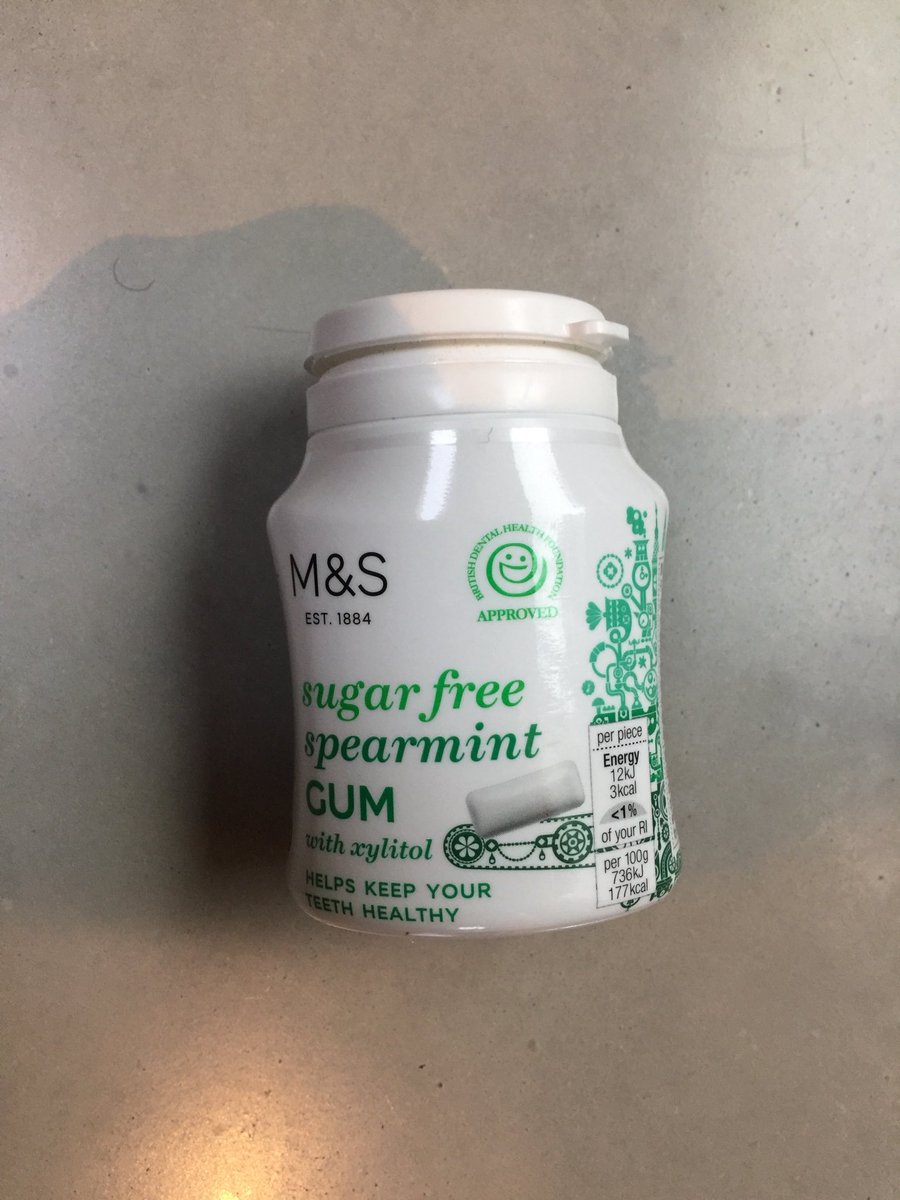 M&S
EST. 1884
BRITISH DENTAL HEALTH FOUNDATION
APPROVED
sugar free
spearmint
GUM
with xylitol
HELPS KEEP YOUR
TEETH HEALTHY
per piece
Energy
12kJ
3kcal
<1%
of your RI
per 100g
736kJ
177kcal